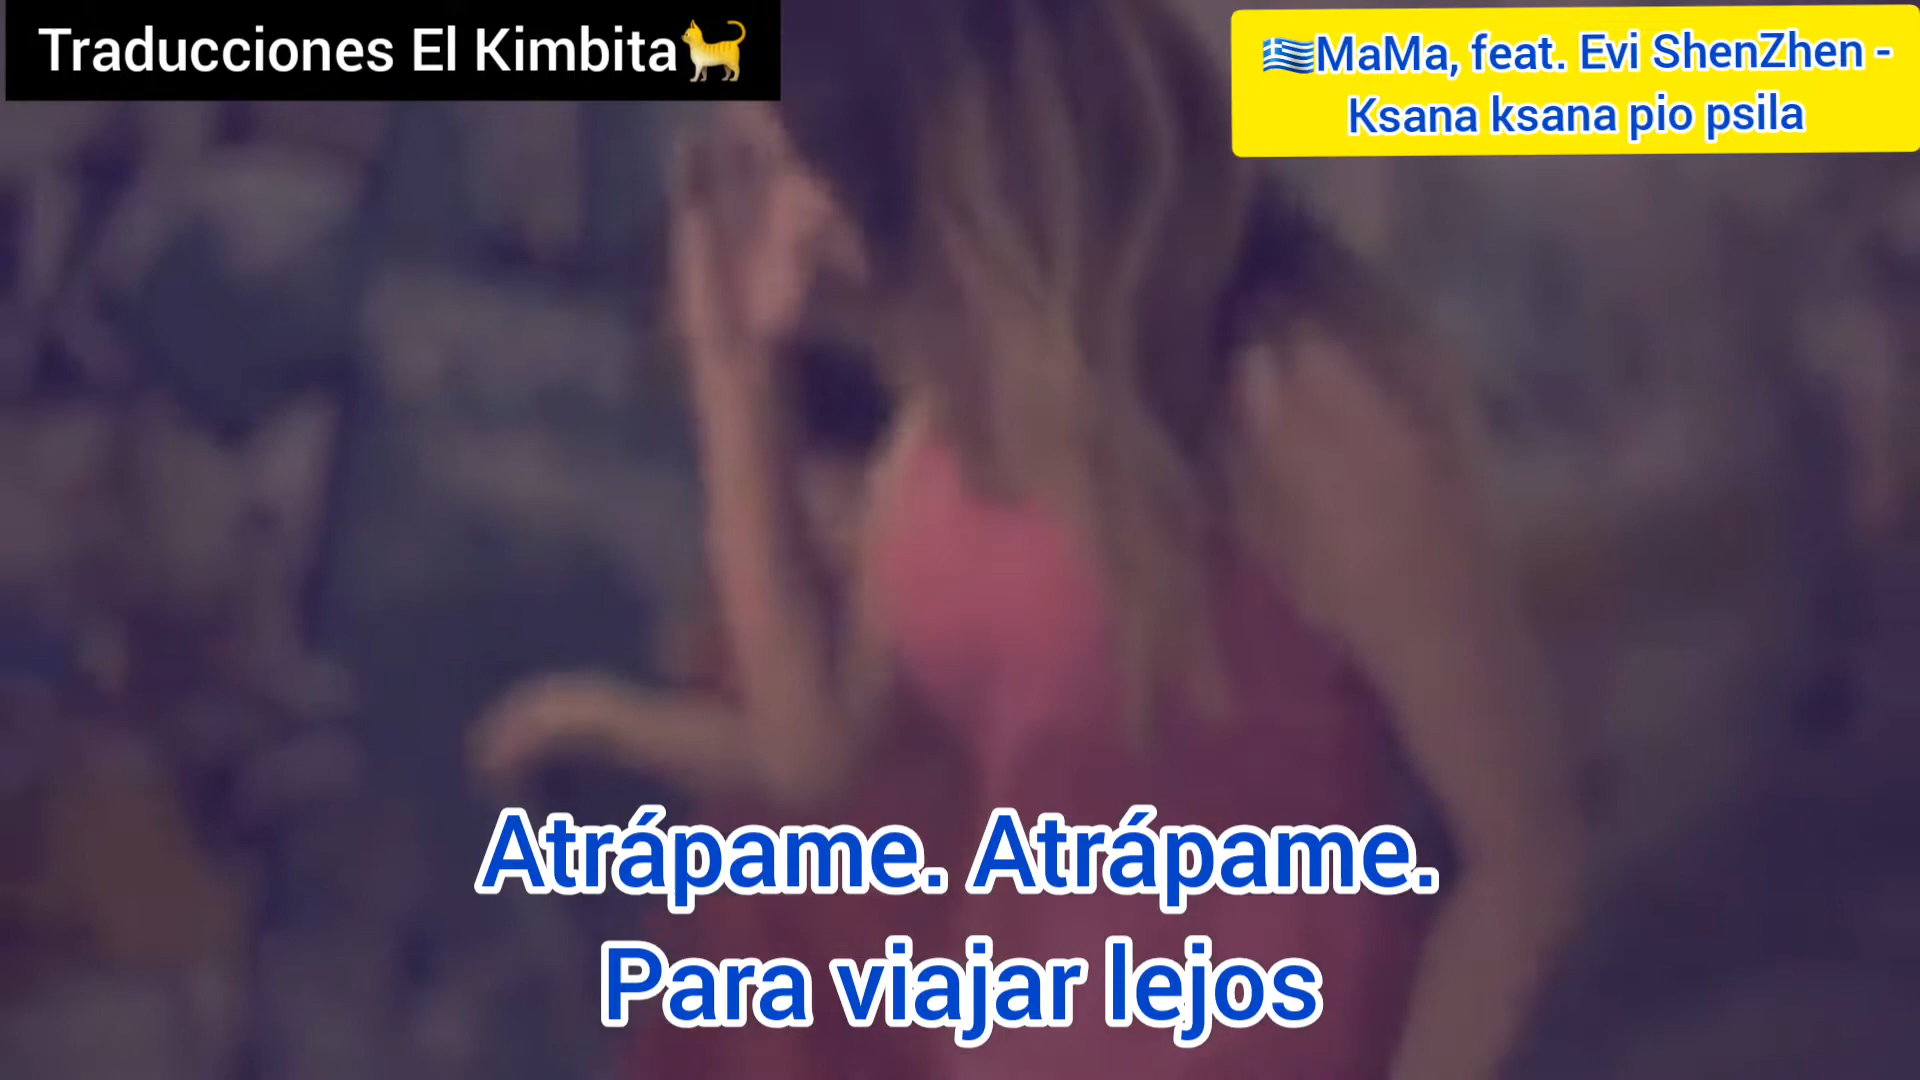 Traducciones El Kimbita🐈
🇬🇷MaMa, feat. Evi ShenZhen -
Ksana ksana pio psila
Atrápame. Atrápame.
Para viajar lejos